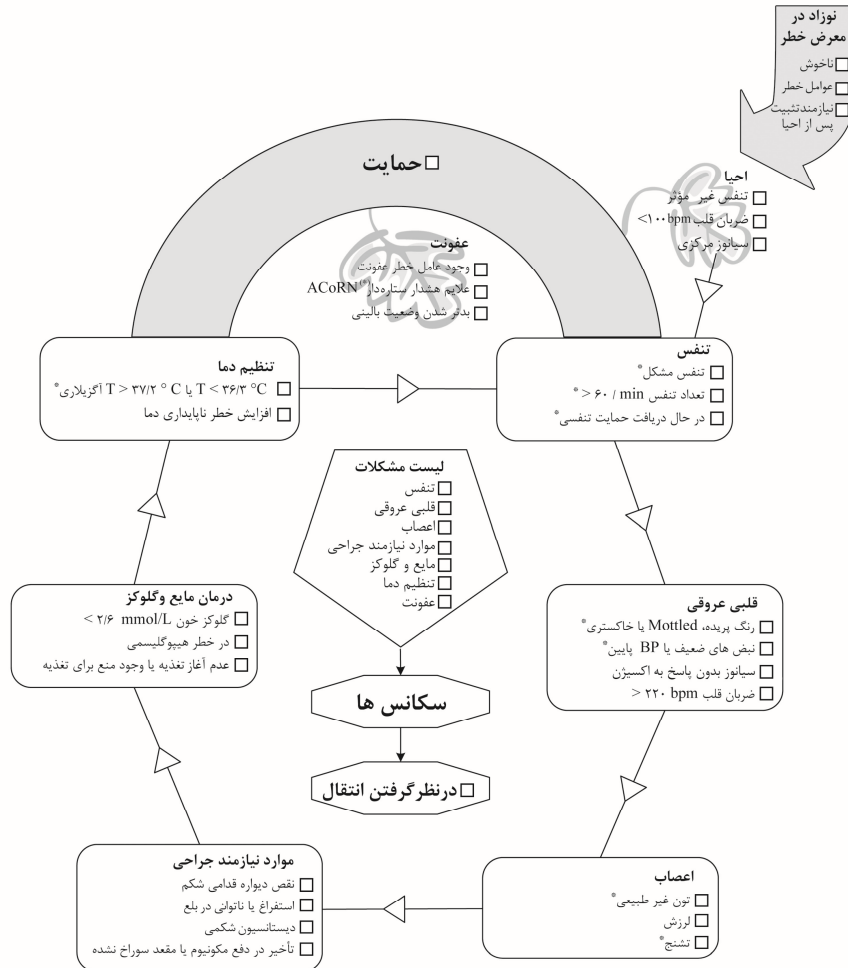 نوزاد در
معرض خطر
□ ناخوش
□ عوامل خطر
□ نیازمندتثبیت
پس از احیا
□ حمایت
احیا
□ تنفس غیر مؤثر
□ ضربان قلب ۱۰۰bpm>
□ سیانوز مرکزی
عفونت
□ وجود عامل خطر عفونت
□ علایم هشدار ستاره‌دار ACoRN(*)
□ بدتر شدن وضعیت بالینی
تنفس
□ تنفس مشکل*
□ تعداد تنفس ۶۰ / min < *
□ در حال دریافت حمایت تنفسی*
قلبی عروقی
□ رنگ پریده، Mottled یا خاکستری*
□ نبض های ضعیف یا BP پایین*
□ سیانوز بدون پاسخ به اکسیژن
□ ضربان قلب ۲۲۰ bpm <
اعصاب
□ تون غیر طبیعی*
□ لرزش
□ تشنج*
موارد نیازمند جراحی
□ نقص دیواره قدامی شکم
□ استفراغ یا ناتوانی در بلع
□ دیستانسیون شکمی
□ تأخیر در دفع مکونیوم یا مقعد سوراخ نشده
درمان مایع وگلوکز
□ گلوکز خون ۲/۶ mmol/L >
□ در خطر هیپوگلیسمی
□ عدم آغاز تغذیه یا وجود منع برای تغذیه
تنظیم دما
□ T < ۳۶/۳ °C یا T > ۳۷/۲ ° C آگزیلاری*
□ افزایش خطر ناپایداری دما
لیست مشکلات
□ تنفس
□ قلبی عروقی
□ اعصاب
□ موارد نیازمند جراحی
□ مایع و گلوکز
□ تنظیم دما
□ عفونت
سکانس ها
□ درنظرگرفتن انتقال